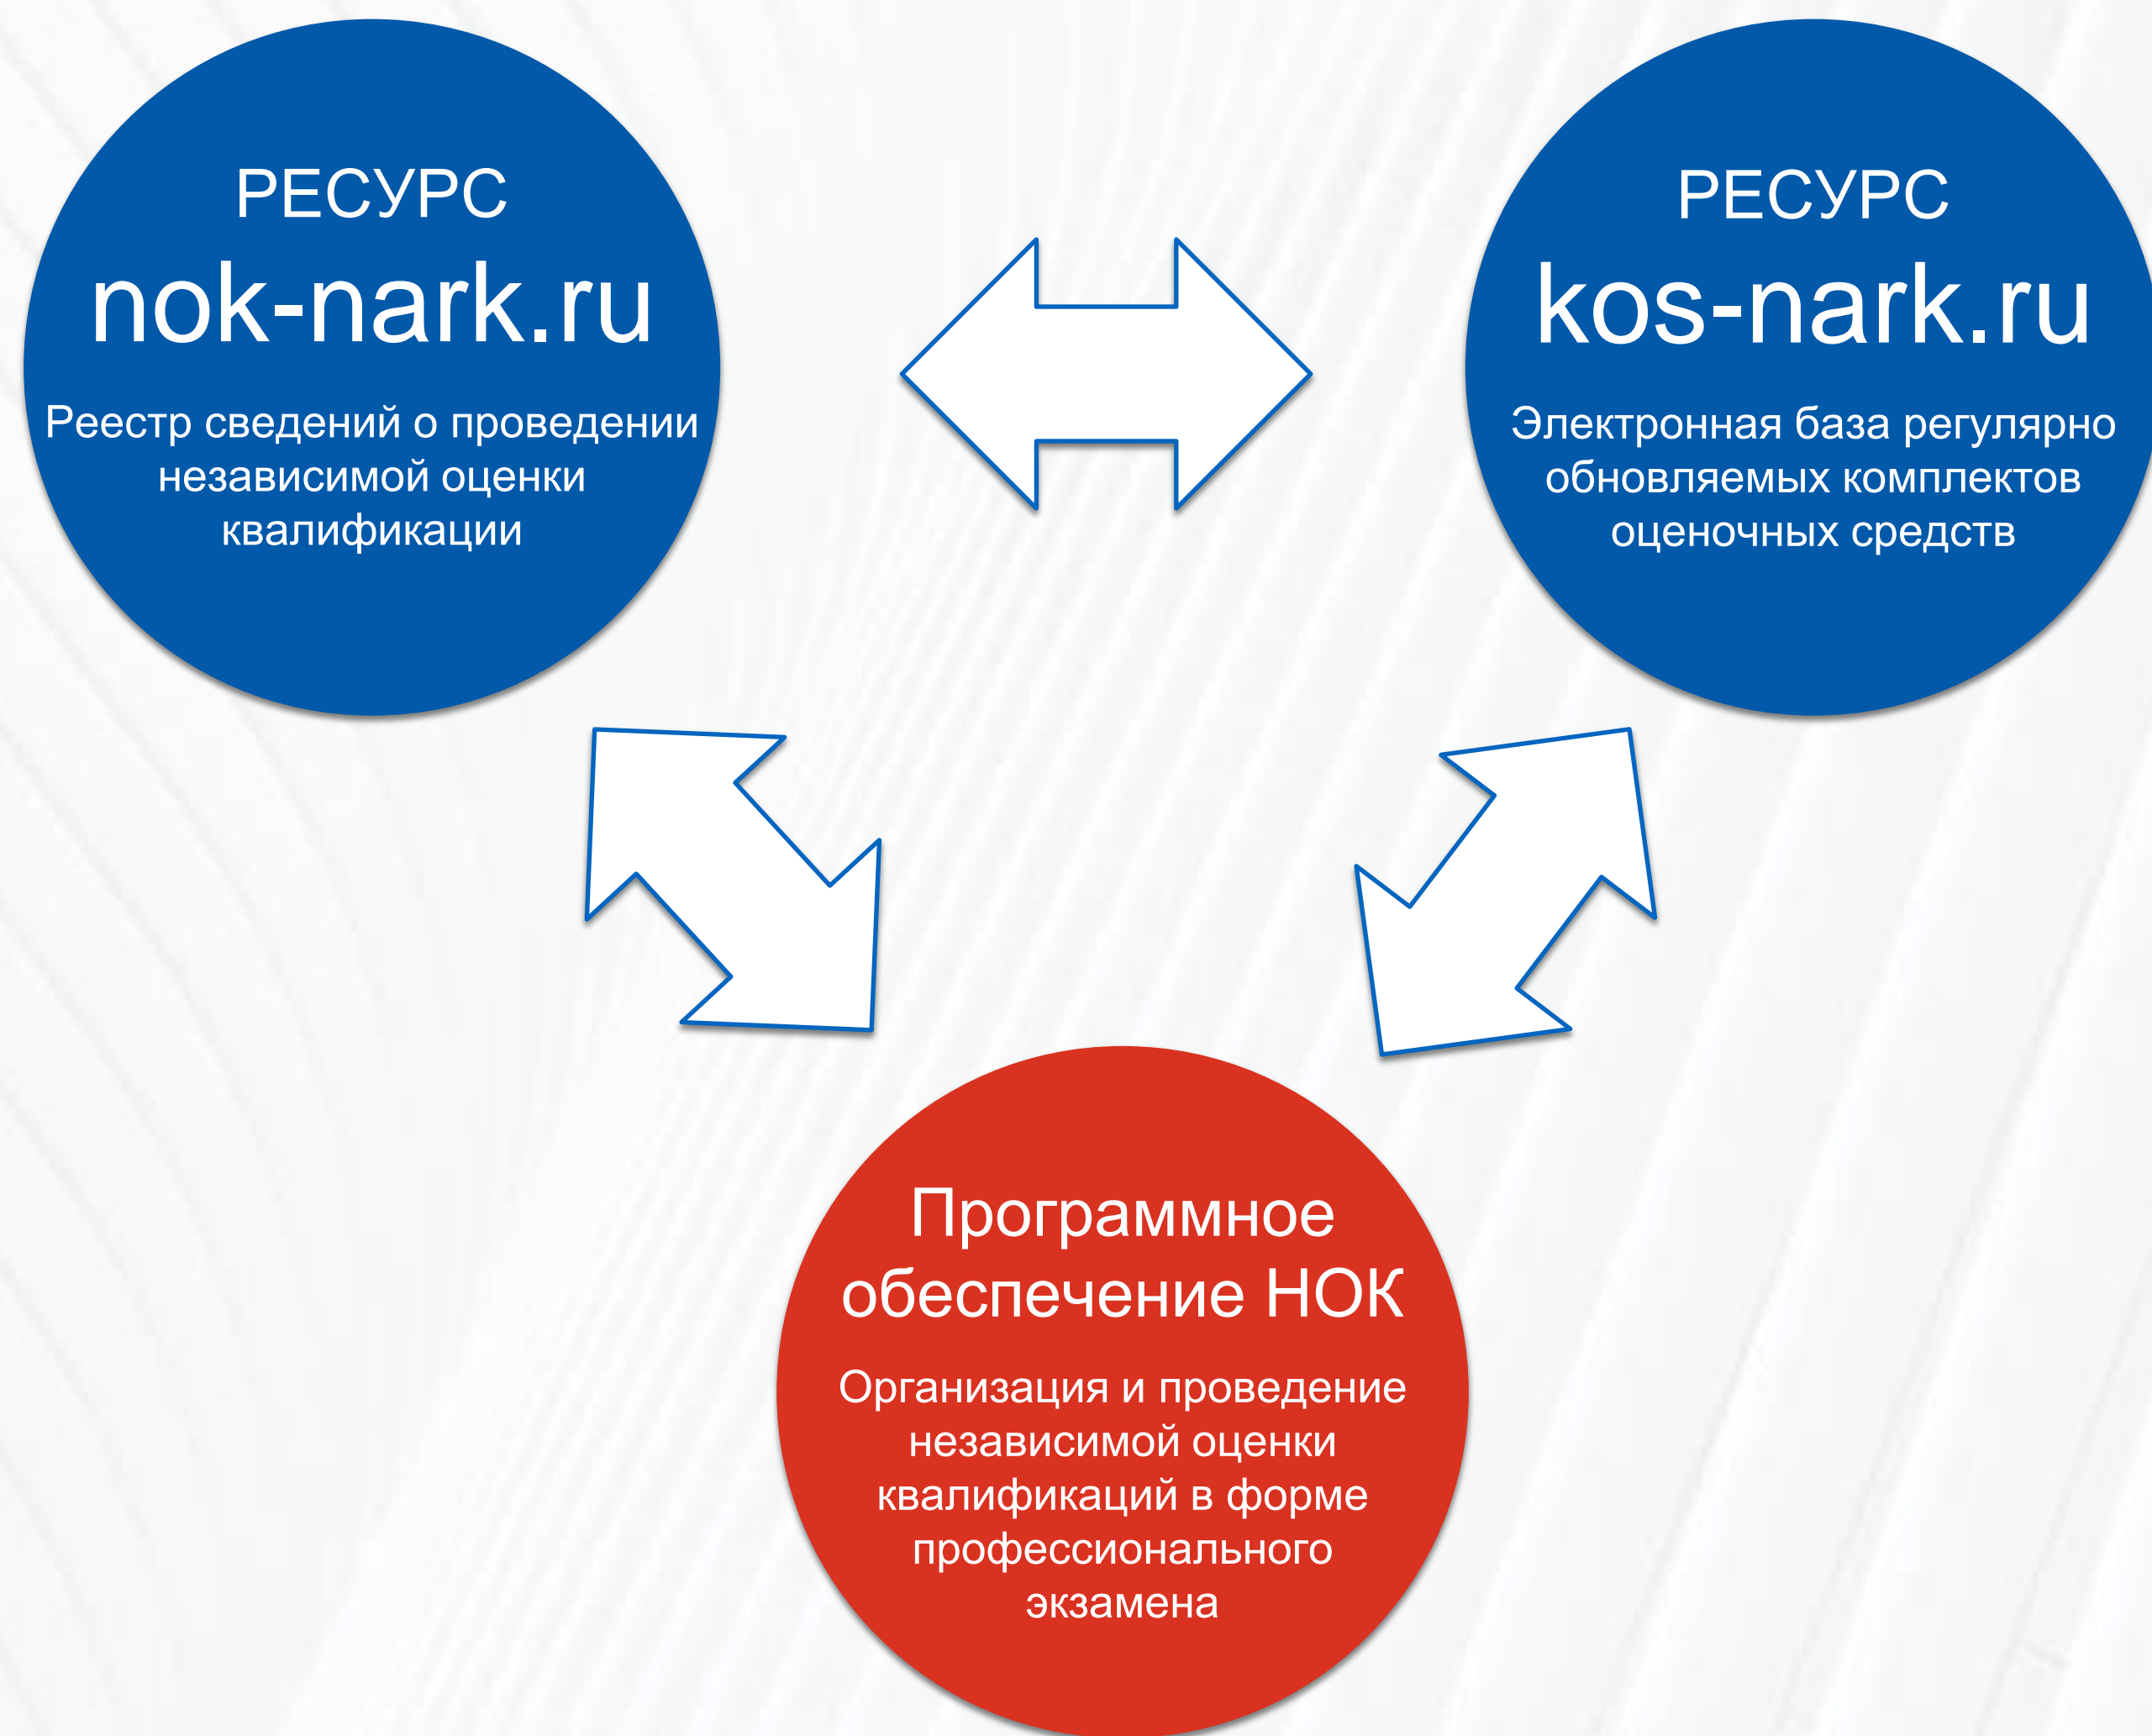 РЕСУРС
nok-nark.ru
Реестр сведений о проведении
независимой оценки
квалификации
РЕСУРС
kos-nark.ru
Электронная база регулярно
обновляемых комплектов
оценочных средств
Программное
обеспечение НОК
Организация и проведение
независимой оценки
квалификаций в форме
профессионального
экзамена